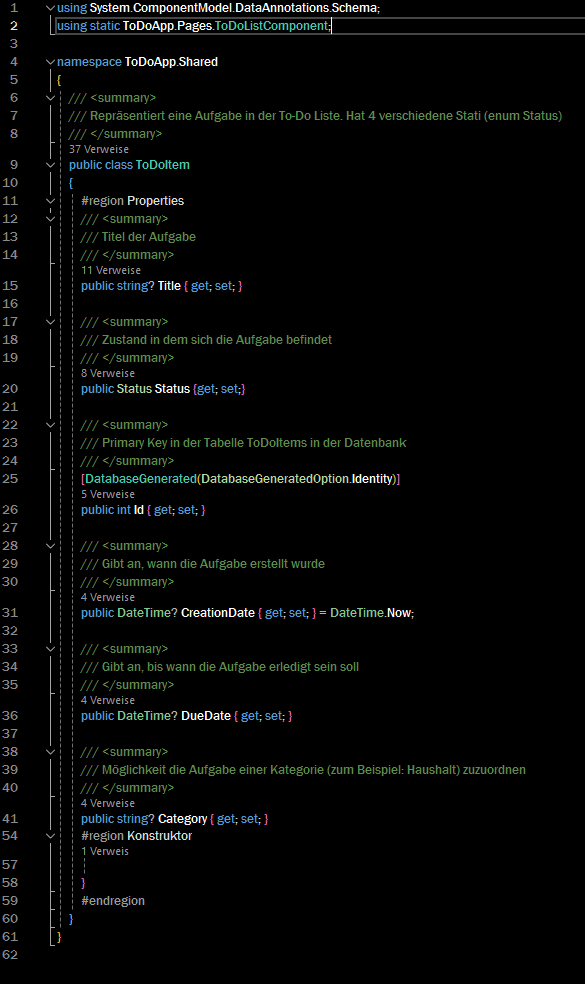 1 using System.ComponentModel.DataAnnotations.Schema;
2 using static ToDoApp.Pages.ToDoListComponent;
3
4 namespace ToDoApp.Shared
5 {
6 /// <summary>
7 /// Repräsentiert eine Aufgabe in der To-Do Liste. Hat 4 verschiedene Stati (enum Status)
8 /// </summary>
37 Verweise
9 public class ToDoItem
10 {
11 #region Properties
12 /// <summary>
13 /// Titel der Aufgabe
14 /// </summary>
11 Verweise
15 public string? Title { get; set; }
16
17 /// <summary>
18 /// Zustand in dem sich die Aufgabe befindet
19 /// </summary>
8 Verweise
20 public Status Status {get; set;}
21
22 /// <summary>
23 /// Primary Key in der Tabelle ToDoItems in der Datenbank
24 /// </summary>
25 [DatabaseGenerated(DatabaseGeneratedOption.Identity)]
5 Verweise
26 public int Id { get; set; }
27
28 /// <summary>
29 /// Gibt an, wann die Aufgabe erstellt wurde
30 /// </summary>
4 Verweise
31 public DateTime? CreationDate { get; set; } = DateTime.Now;
32
33 /// <summary>
34 /// Gibt an, bis wann die Aufgabe erledigt sein soll
35 /// </summary>
4 Verweise
36 public DateTime? DueDate { get; set; }
37
38 /// <summary>
39 /// Möglichkeit die Aufgabe einer Kategorie (zum Beispiel: Haushalt) zuzuordnen
40 /// </summary>
4 Verweise
41 public string? Category { get; set; }
54 #region Konstruktor
1 Verweis
57
58 }
59 #endregion
60 }
61 }
62